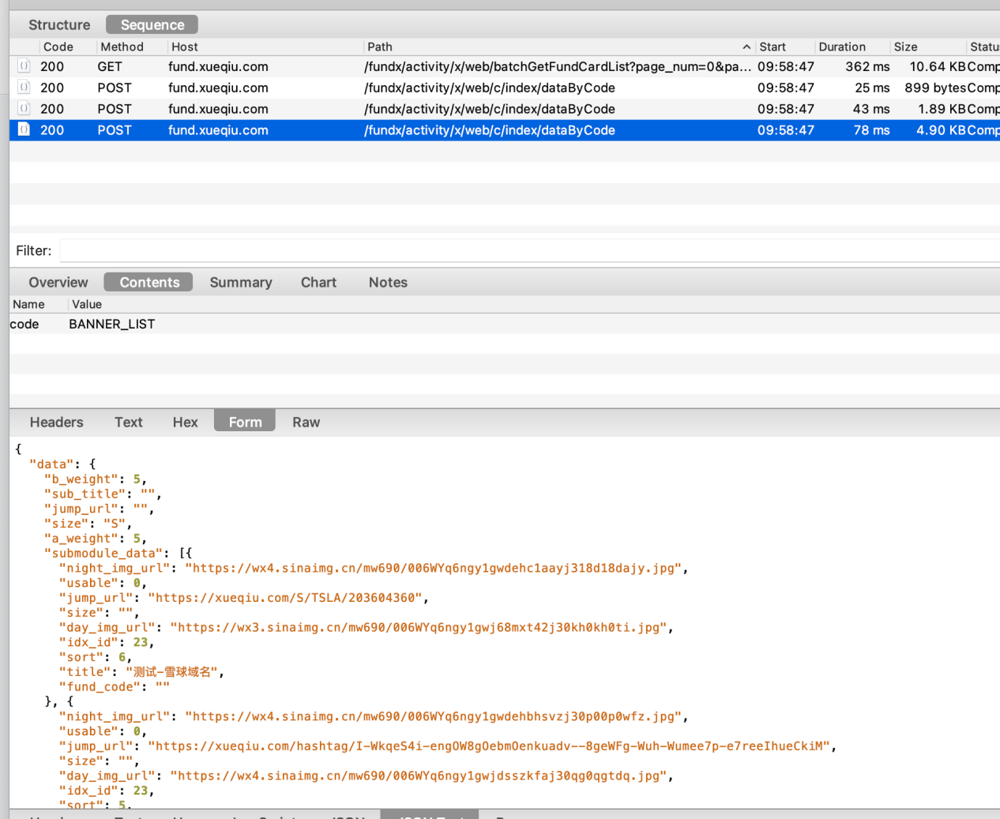 Structure Sequence
Code Method Host Path Start Duration Size Statu
200 GET fund.xueqiu.com /fundx/activity/x/web/batchGetFundCardList?page_num=0&pa... 09:58:47 362 ms 10.64 KB Comp
200 POST fund.xueqiu.com /fundx/activity/x/web/c/index/dataByCode 09:58:47 25 ms 899 bytes Comp
200 POST fund.xueqiu.com /fundx/activity/x/web/c/index/dataByCode 09:58:47 43 ms 1.89 KB Comp
200 POST fund.xueqiu.com /fundx/activity/x/web/c/index/dataByCode 09:58:47 78 ms 4.90 KB Comp
Filter:
Overview Contents Summary Chart Notes
Name Value
code BANNER_LIST
Headers Text Hex Form Raw
{
"data": {
"b_weight": 5,
"sub_title": "",
"jump_url": "",
"size": "S",
"a_weight": 5,
"submodule_data": [{
"night_img_url": "https://wx4.sinaimg.cn/mw690/006WYq6ngy1gwdehc1aayj318d18dajy.jpg",
"usable": 0,
"jump_url": "https://xueqiu.com/S/TSLA/203604360",
"size": "",
"day_img_url": "https://wx3.sinaimg.cn/mw690/006WYq6ngy1gwj68mxt42j30kh0kh0ti.jpg",
"idx_id": 23,
"sort": 6,
"title": "测试-雪球域名",
"fund_code": ""
}, {
"night_img_url": "https://wx4.sinaimg.cn/mw690/006WYq6ngy1gwdehbhsvzj30p00p0wfz.jpg",
"usable": 0,
"jump_url": "https://xueqiu.com/hashtag/I-WkqeS4i-engOW8gOebmOenkuadv--8geWFg-Wuh-Wumee7p-e7reeIhueCkiM",
"size": "",
"day_img_url": "https://wx4.sinaimg.cn/mw690/006WYq6ngy1gwjdsszkfaj30qg0qgtdq.jpg",
"idx_id": 23,
"sort": 5,